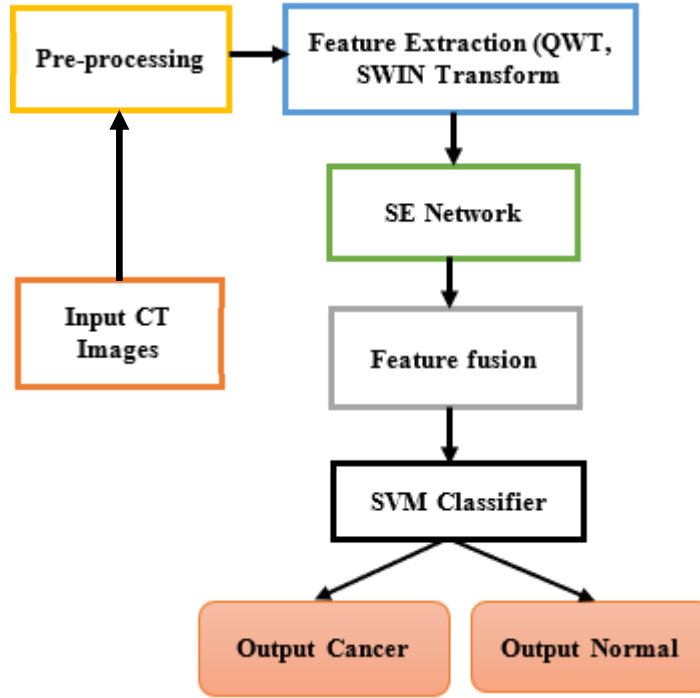 Pre-processing
Feature Extraction (QWT,
SWIN Transform
SE Network
Input CT
Images
Feature fusion
SVM Classifier
Output Cancer
Output Normal